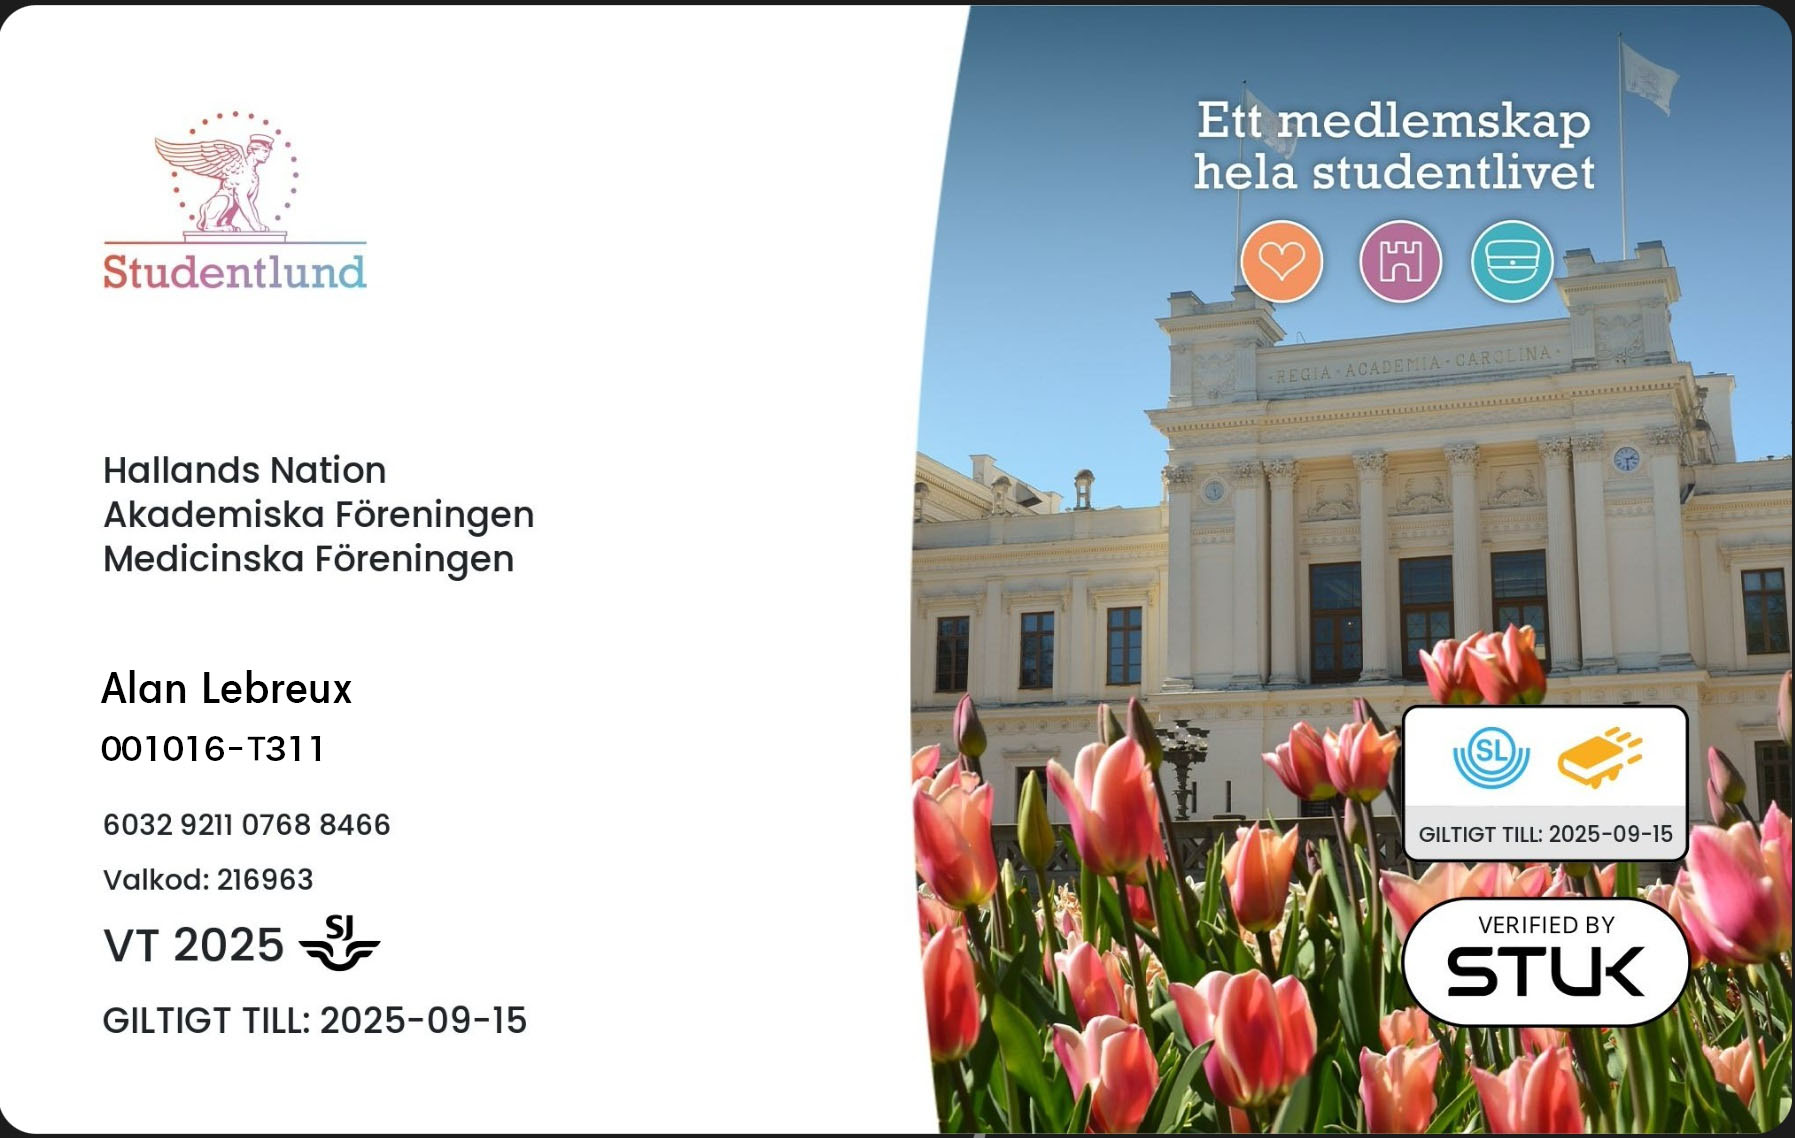 Studentlund
Hallands Nation
Akademiska Föreningen
Medicinska Föreningen
Alan Lebreux
001016-T311
6032 9211 0768 8466
Valkod: 216963
VT 2025 SJ
GILTIGT TILL: 2025-09-15
Ett medlemskap
hela studentlivet
REGIA·ACADEMIA·CAROLINA·
SL
GILTIGT TILL: 2025-09-15
VERIFIED BY
STUK